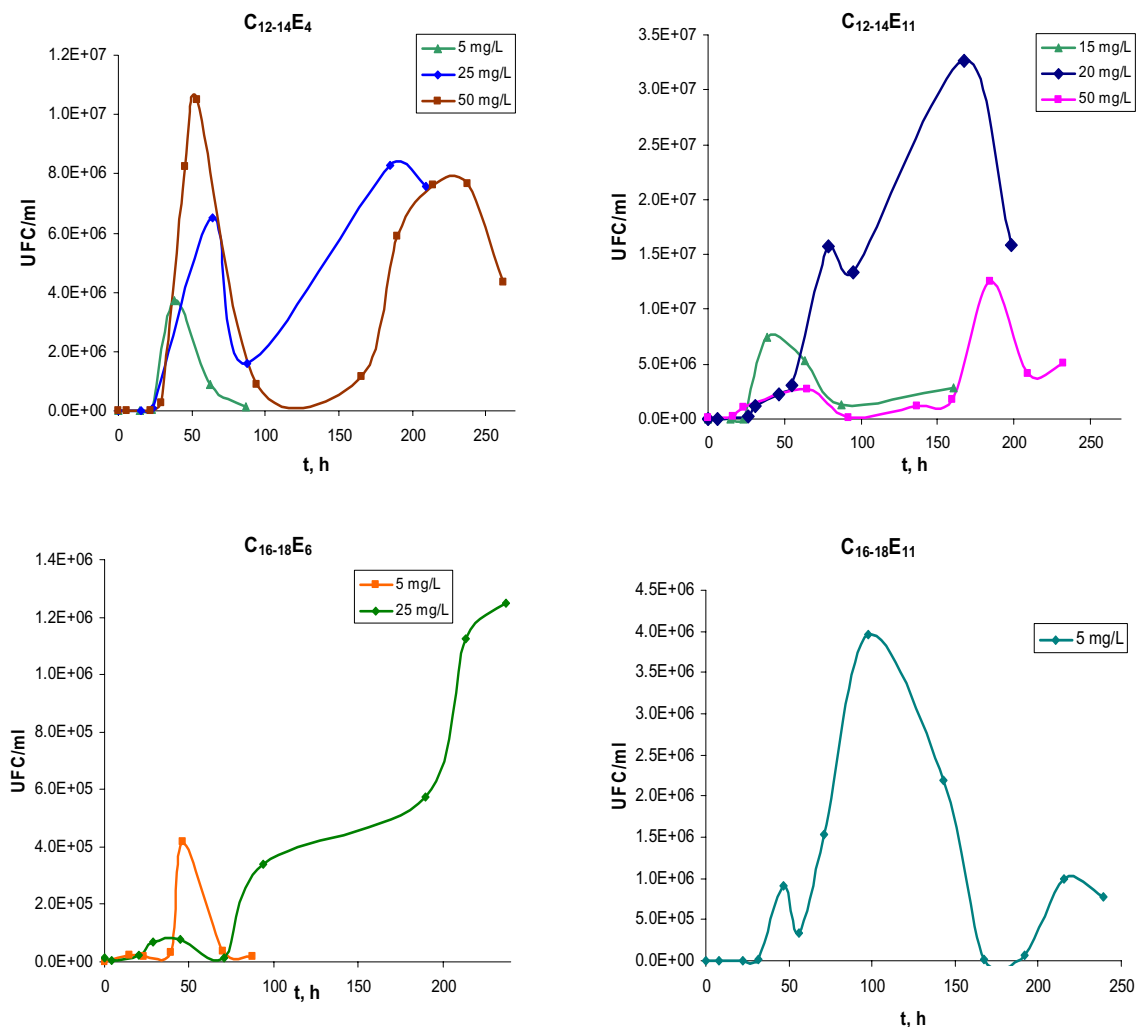 C12-14E4
1.2E+07
1.0E+07
8.0E+06
6.0E+06
4.0E+06
2.0E+06
0.0E+00
UFC/ml
0 50 100 150 200 250
t, h
5 mg/L
25 mg/L
50 mg/L
C12-14E11
3.5E+07
3.0E+07
2.5E+07
2.0E+07
1.5E+07
1.0E+07
5.0E+06
0.0E+00
UFC/ml
0 50 100 150 200 250
t, h
15 mg/L
20 mg/L
50 mg/L
C16-18E6
1.4E+06
1.2E+06
1.0E+06
8.0E+05
6.0E+05
4.0E+05
2.0E+05
0.0E+00
UFC/ml
0 50 100 150 200
t, h
5 mg/L
25 mg/L
C16-18E11
4.5E+06
4.0E+06
3.5E+06
3.0E+06
2.5E+06
2.0E+06
1.5E+06
1.0E+06
5.0E+05
0.0E+00
UFC/ml
0 50 100 150 200 250
t, h
5 mg/L